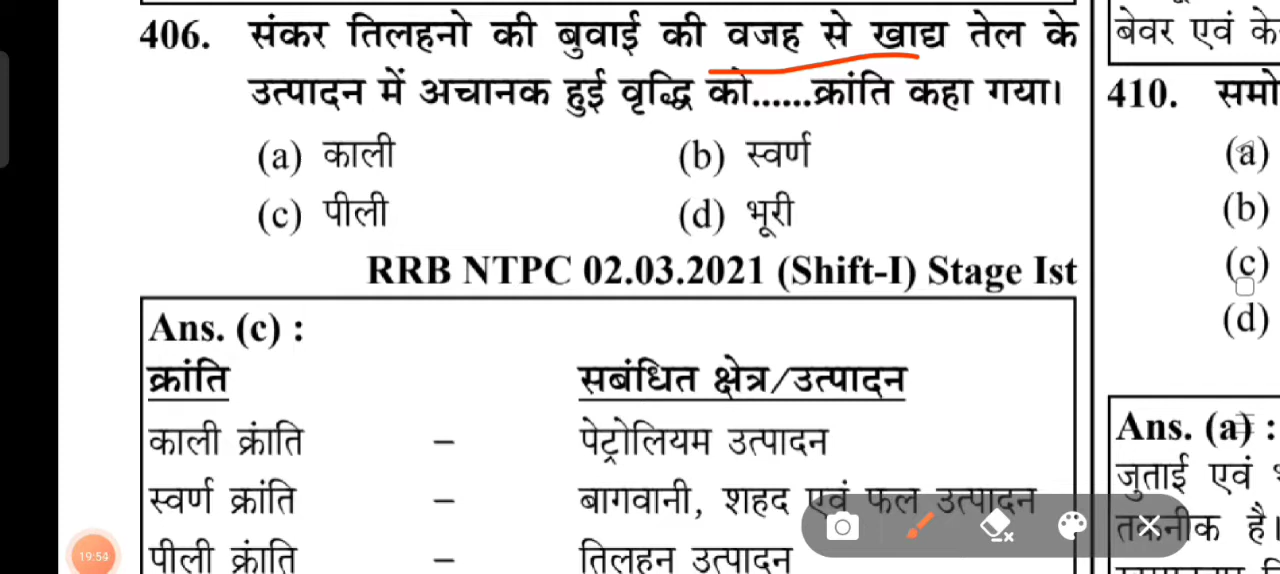 406. संकर तिलहनो की बुवाई की वजह से खाद्य तेल के
उत्पादन में अचानक हुई वृद्धि को......क्रांति कहा गया।
(a) काली (b) स्वर्ण
(c) पीली (d) भूरी
RRB NTPC 02.03.2021 (Shift-I) Stage Ist
Ans. (c) :
क्रांति सबंधित क्षेत्र/उत्पादन
काली क्रांति – पेट्रोलियम उत्पादन
स्वर्ण क्रांति – बागवानी, शहद एवं फल उत्पादन
पीली क्रांति – तिलहन उत्पादन
बेवर एवं के
410. समो
(a)
(b)
(c)
(d)
Ans. (a) :
जुताई एवं
तकनीक है।
19:54